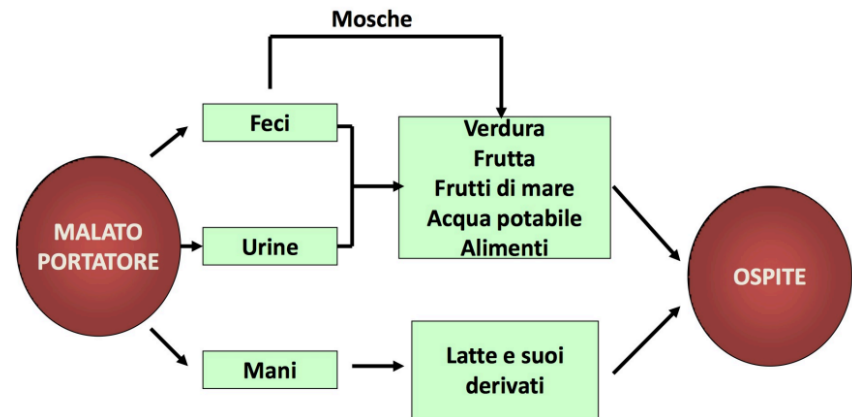 Mosche
Feci
Verdura
Frutta
Frutti di mare
Acqua potabile
Alimenti
MALATO
PORTATORE
Urine
OSPITE
Mani
Latte e suoi
derivati